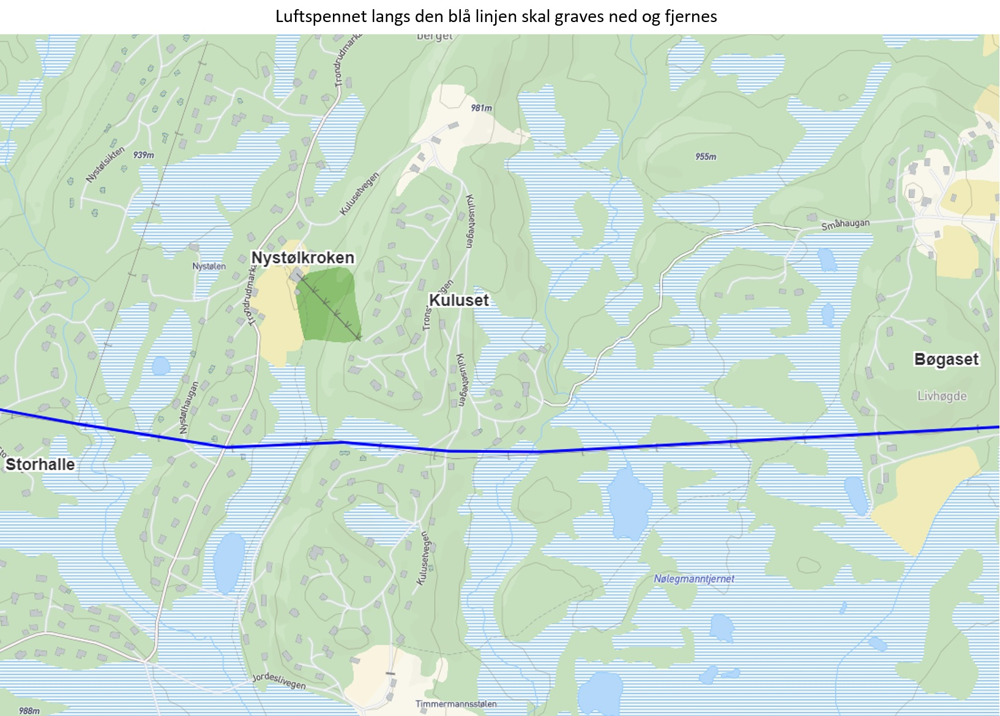 Luftspennet langs den blå linjen skal graves ned og fjernes
berget
Trondrudmarka
981m
939m
Nystølsikten
955m
Kulusetvegen
Kulusetvegen
Småhaugan
Nystølkroken
Nystølen
Trondrudmarka
Kuluset
Bøgaset
Kulusetvegen
Nystølhaugan
Livhøgde
Storhalle
Kulusetvegen
Nølegmanntjernet
Jordeslivegen
Timmermannsstølen
988m